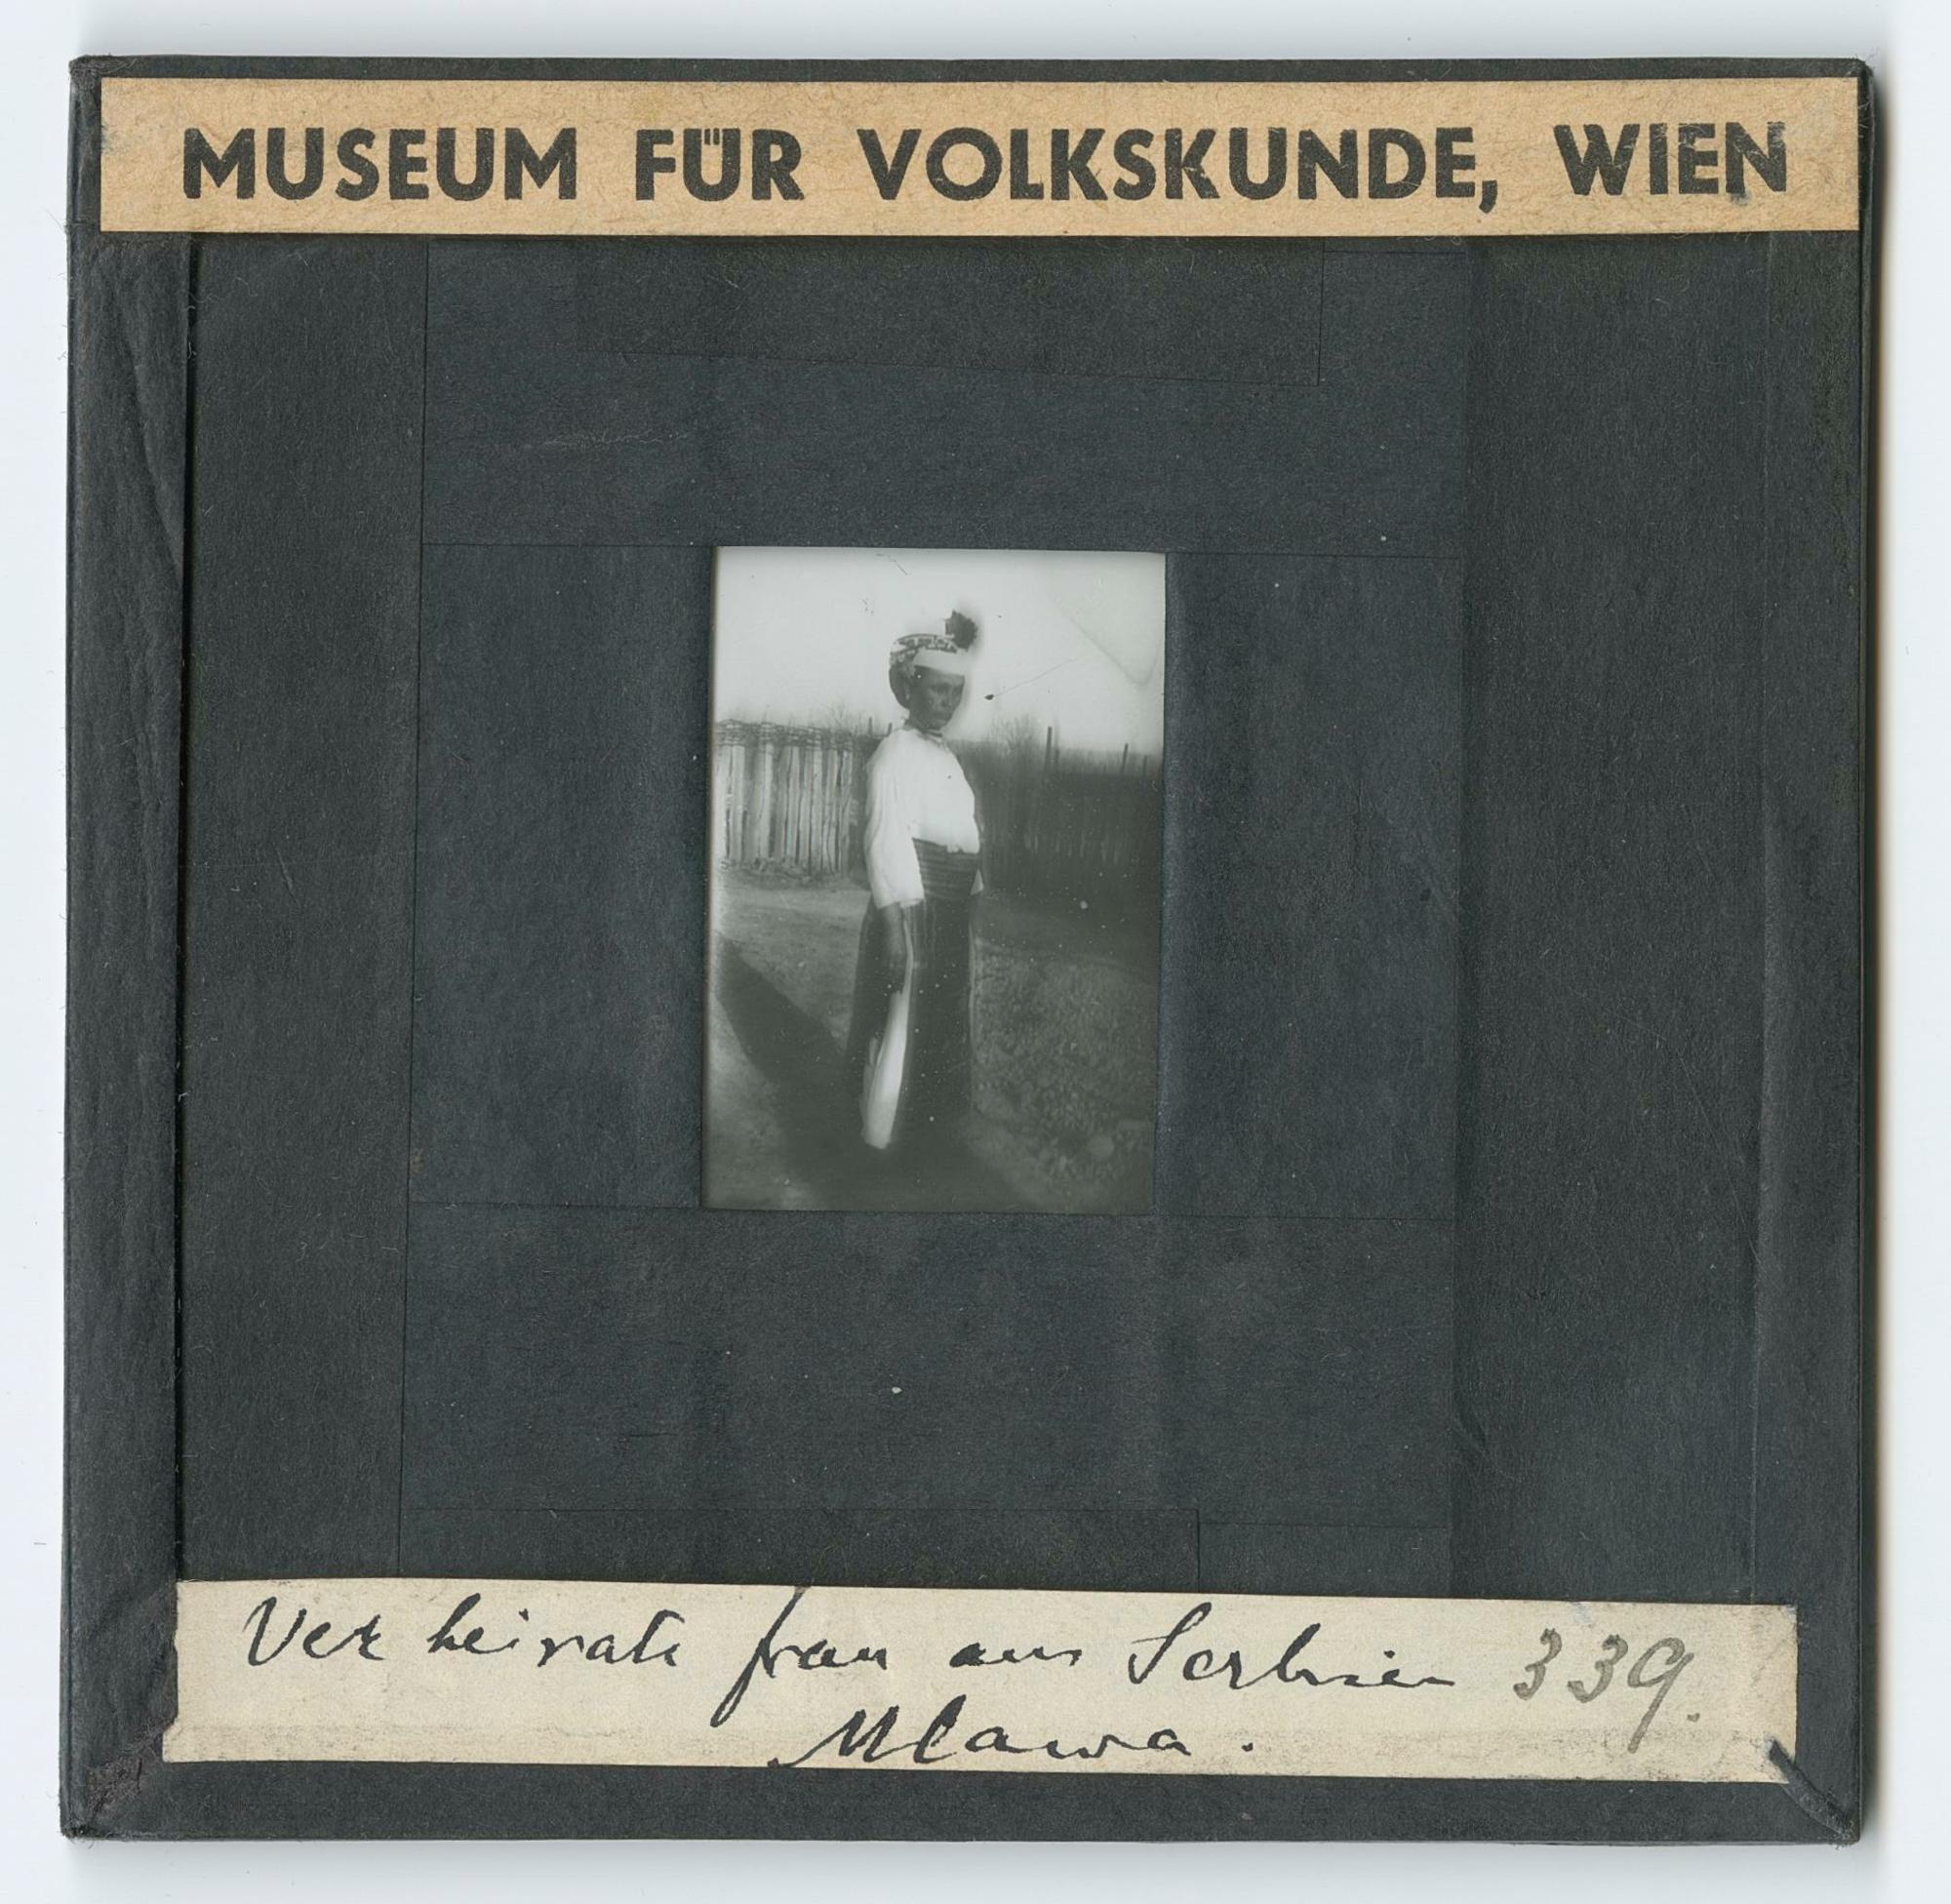 MUSEUM FÜR VOLKSKUNDE, WIEN
Verheirate frau aus Serbien 339.
Mlawa.